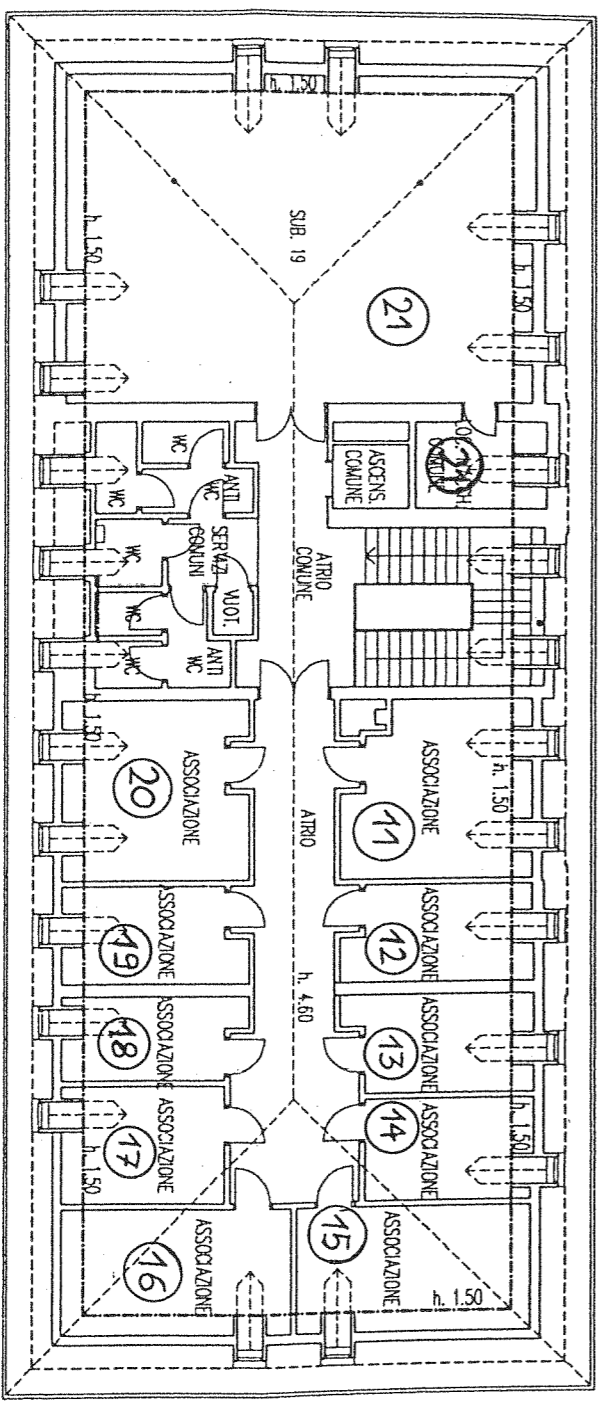 h. 1.50
SUB. 19
h. 1.50
h. 1.50
21
LOC.
COMUNE
21
ASCENS.
COMUNE
WC
ANTI
WC
WC
SERVIZI
COMUNI
ATRIO
COMUNE
WC
VUOT.
WC
ANTI
WC
WC
h. 1.50
ASSOCIAZIONE
20
ASSOCIAZIONE
11
h. 1.50
ATRIO
ASSOCIAZIONE
19
ASSOCIAZIONE
12
h. 4.60
ASSOCIAZIONE
18
ASSOCIAZIONE
13
ASSOCIAZIONE
17
h. 1.50
ASSOCIAZIONE
14
h. 1.50
ASSOCIAZIONE
16
ASSOCIAZIONE
15
h. 1.50